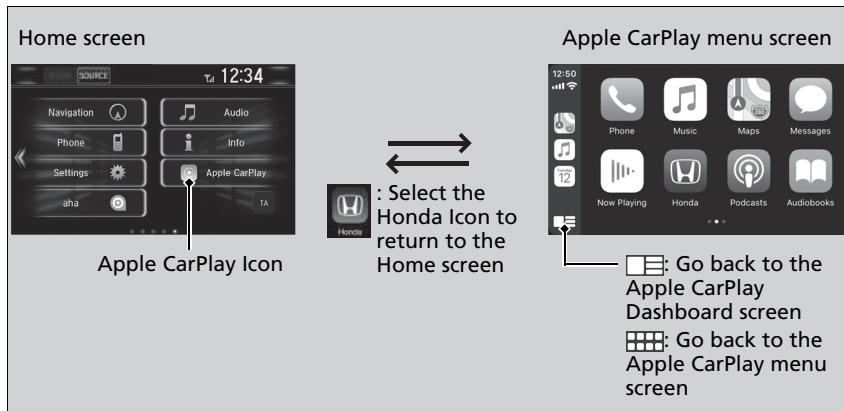 Home screen
Apple CarPlay menu screen
SOURCE
12:34
Navigation
Audio
Phone
Info
Settings
Apple CarPlay
aha
TA
Apple CarPlay Icon
Honda
: Select the
Honda Icon to
return to the
Home screen
12:50
Tuesday
12
Phone
Music
Maps
Messages
Now Playing
Honda
Podcasts
Audiobooks
: Go back to the
Apple CarPlay
Dashboard screen
: Go back to the
Apple CarPlay menu
screen